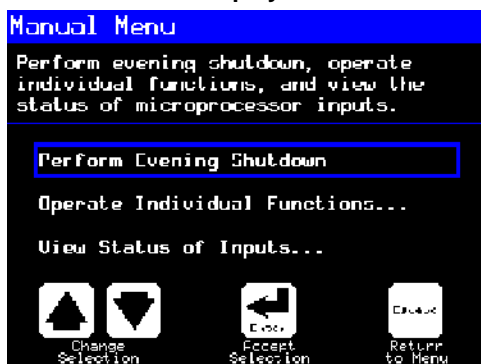 Manual Menu
Perform evening shutdown, operate
individual functions, and view the
status of microprocessor inputs.
Perform Evening Shutdown
Operate Individual Functions...
View Status of Inputs...
Enter
Escape
Change
Selection
Accept
Selection
Return
to Menu